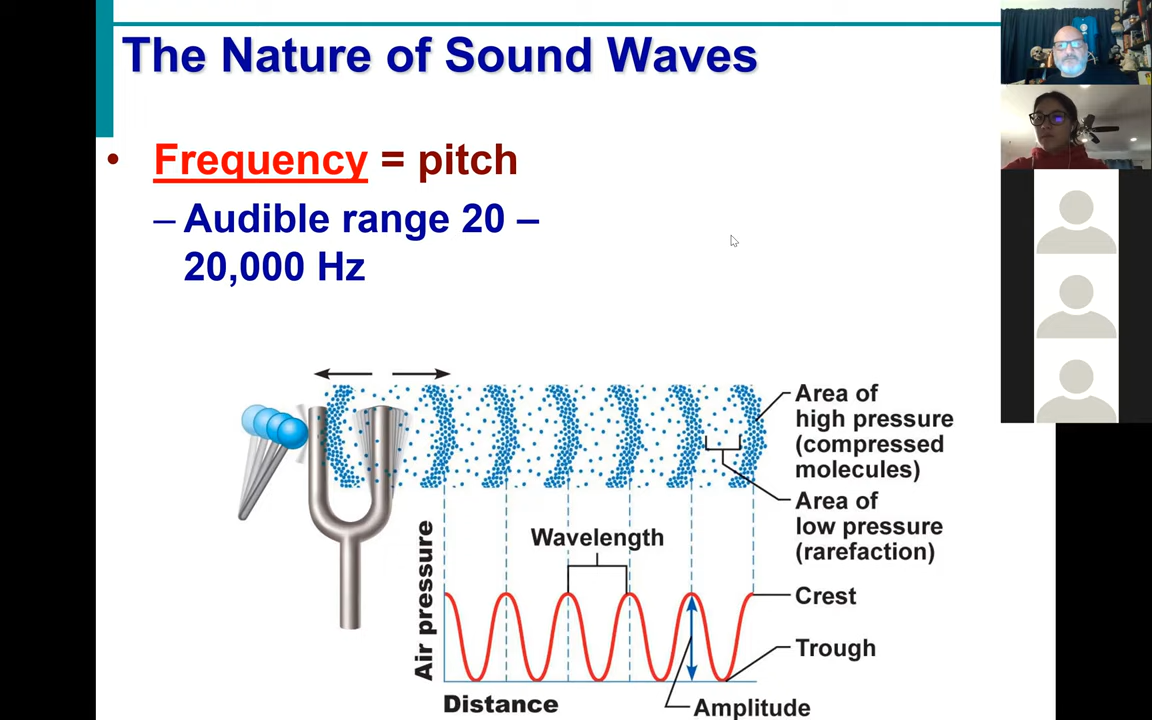 The Nature of Sound Waves
• Frequency = pitch
– Audible range 20 –
20,000 Hz
Area of
high pressure
(compressed
molecules)
Area of
low pressure
(rarefaction)
Wavelength
Air pressure
Crest
Trough
Distance
Amplitude